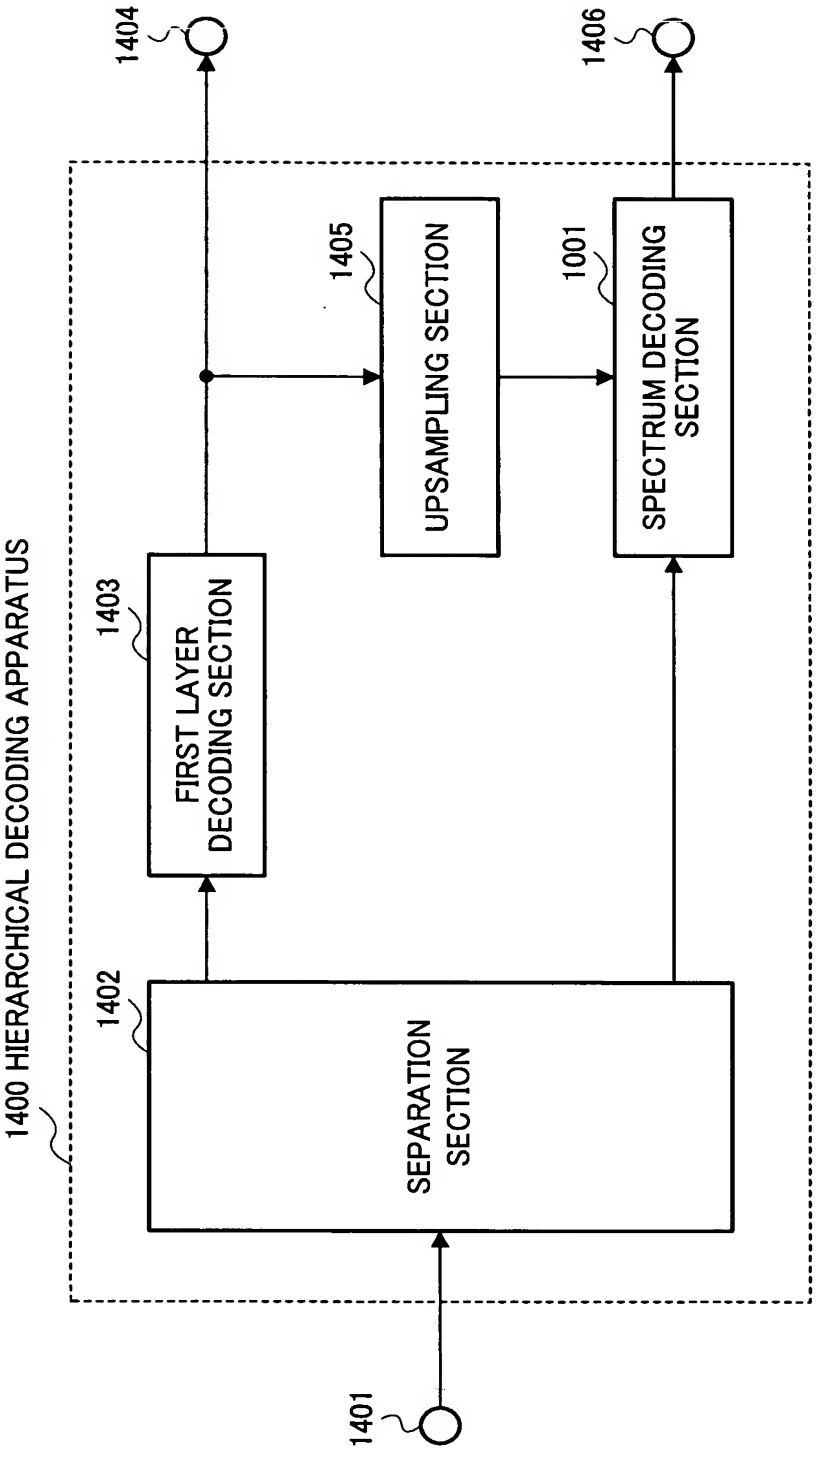 1400 HIERARCHICAL DECODING APPARATUS
1401
1402
SEPARATION
SECTION
1403
FIRST LAYER
DECODING SECTION
1404
1405
UPSAMPLING SECTION
1001
SPECTRUM DECODING
SECTION
1406